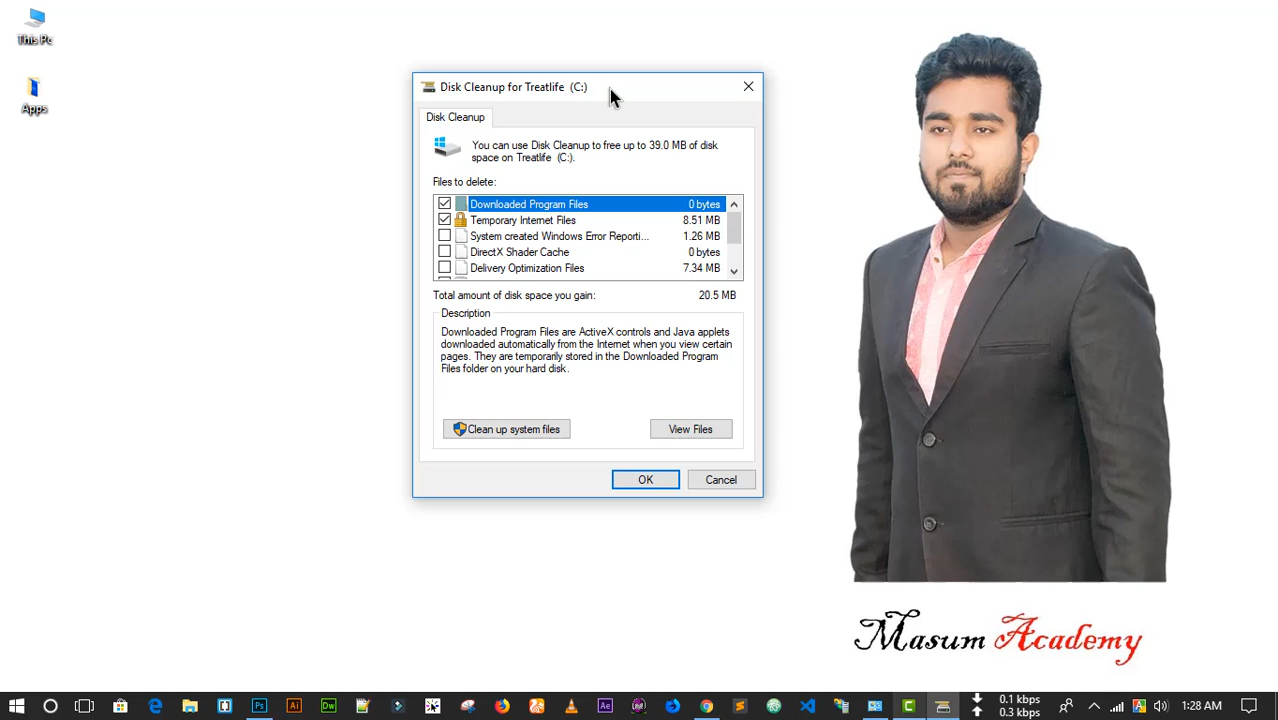 This Pc
Apps
Disk Cleanup for Treatlife (C:)
Disk Cleanup
You can use Disk Cleanup to free up to 39.0 MB of disk
space on Treatlife (C:).
Files to delete:
Downloaded Program Files 0 bytes
Temporary Internet Files 8.51 MB
System created Windows Error Reporti... 1.26 MB
DirectX Shader Cache 0 bytes
Delivery Optimization Files 7.34 MB
Total amount of disk space you gain: 20.5 MB
Description
Downloaded Program Files are ActiveX controls and Java applets
downloaded automatically from the Internet when you view certain
pages. They are temporarily stored in the Downloaded Program
Files folder on your hard disk.
Clean up system files View Files
OK Cancel
Masum Academy
Ps Ai Dw Ae
0.1 kbps
0.3 kbps
1:28 AM